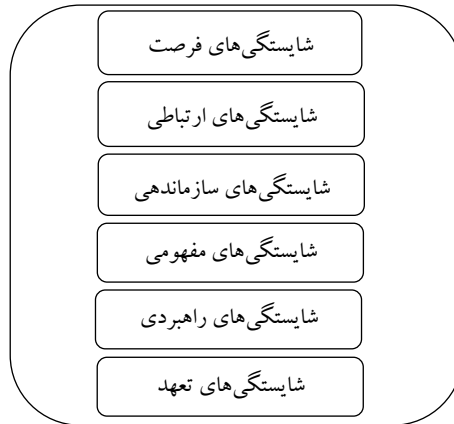 شایستگی‌های فرصت
شایستگی‌های ارتباطی
شایستگی‌های سازماندهی
شایستگی‌های مفهومی
شایستگی‌های راهبردی
شایستگی‌های تعهد